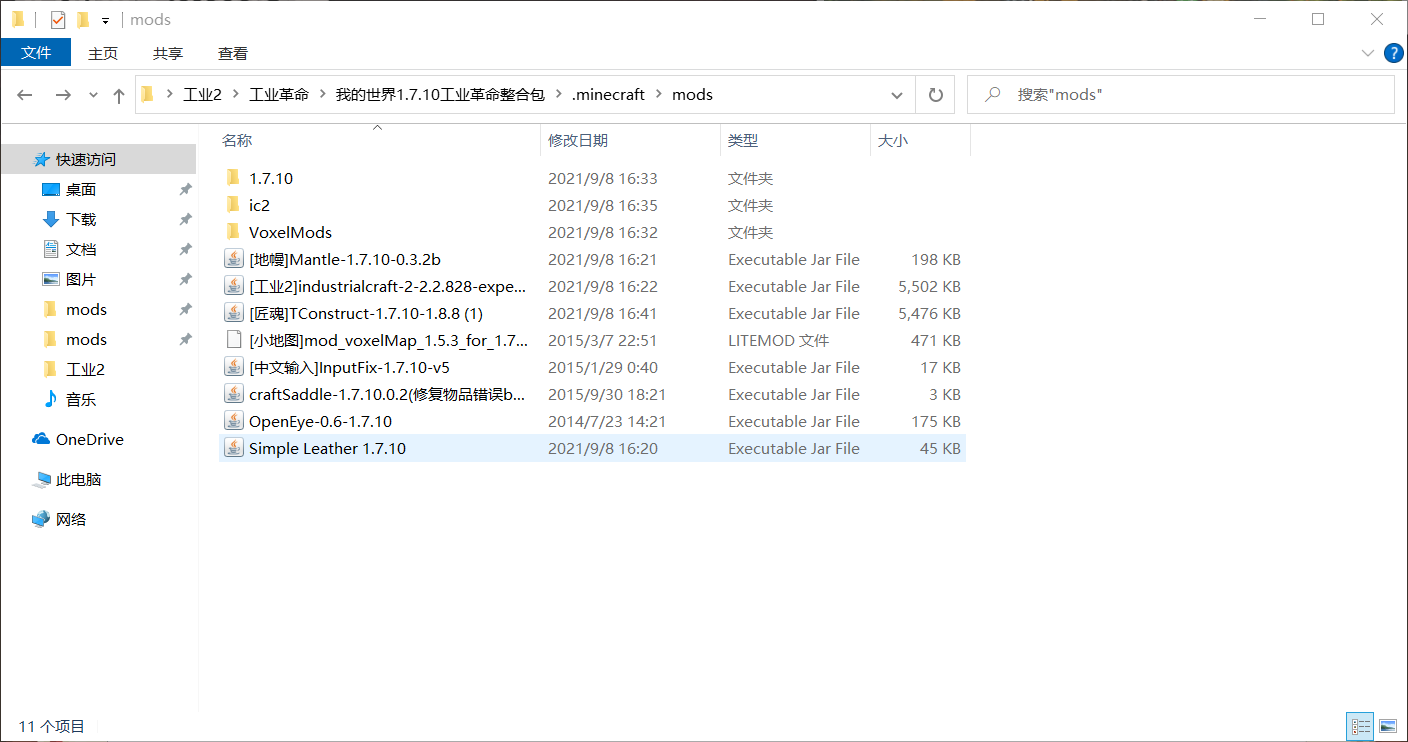 mods
文件 主页 共享 查看
工业2 工业革命 我的世界1.7.10工业革命整合包 .minecraft mods
搜索"mods"
名称 修改日期 类型 大小
快速访问
桌面
下载
文档
图片
mods
mods
工业2
音乐
OneDrive
此电脑
网络
1.7.10 2021/9/8 16:33 文件夹
ic2 2021/9/8 16:35 文件夹
VoxelMods 2021/9/8 16:32 文件夹
[地幔]Mantle-1.7.10-0.3.2b 2021/9/8 16:21 Executable Jar File 198 KB
[工业2]industrialcraft-2-2.2.828-expe... 2021/9/8 16:22 Executable Jar File 5,502 KB
[匠魂]TConstruct-1.7.10-1.8.8 (1) 2021/9/8 16:41 Executable Jar File 5,476 KB
[小地图]mod_voxelMap_1.5.3_for_1.7... 2015/3/7 22:51 LITEMOD 文件 471 KB
[中文输入]InputFix-1.7.10-v5 2015/1/29 0:40 Executable Jar File 17 KB
craftSaddle-1.7.10.0.2(修复物品错误b... 2015/9/30 18:21 Executable Jar File 3 KB
OpenEye-0.6-1.7.10 2014/7/23 14:21 Executable Jar File 175 KB
Simple Leather 1.7.10 2021/9/8 16:20 Executable Jar File 45 KB
11 个项目